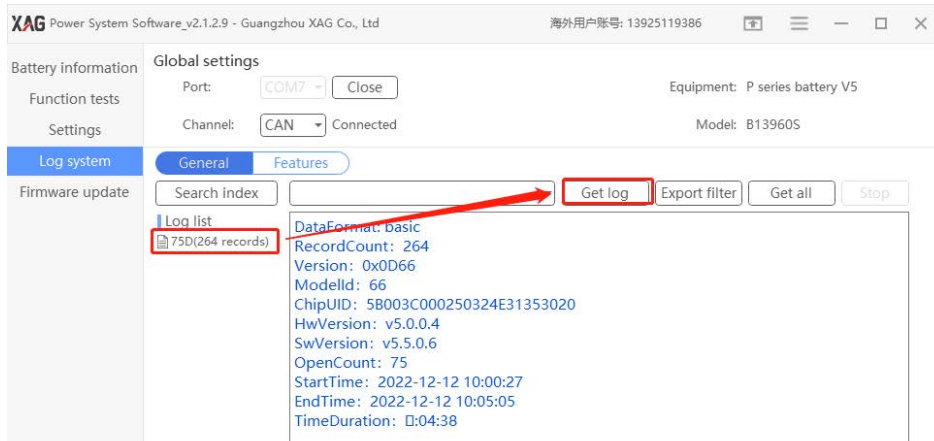 XAG Power System Software_v2.1.2.9 - Guangzhou XAG Co., Ltd 海外用户账号: 13925119386
Battery information
Function tests
Settings
Log system
Firmware update
Global settings
Port: COM7 Close Equipment: P series battery V5
Channel: CAN Connected Model: B13960S
General Features
Search index Get log Export filter Get all Stop
Log list
75D(264 records)
DataFormat: basic
RecordCount: 264
Version: 0x0D66
ModelId: 66
ChipUID: 5B003C000250324E31353020
HwVersion: v5.0.0.4
SwVersion: v5.5.0.6
OpenCount: 75
StartTime: 2022-12-12 10:00:27
EndTime: 2022-12-12 10:05:05
TimeDuration: :04:38